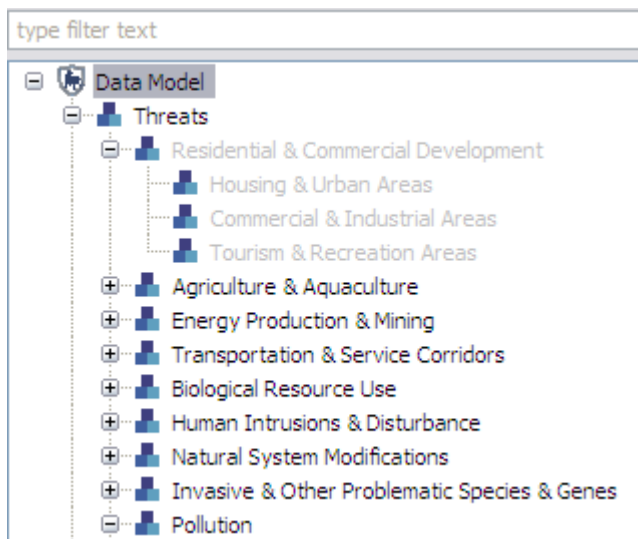 type filter text
Data Model
Threats
Residential & Commercial Development
Housing & Urban Areas
Commercial & Industrial Areas
Tourism & Recreation Areas
Agriculture & Aquaculture
Energy Production & Mining
Transportation & Service Corridors
Biological Resource Use
Human Intrusions & Disturbance
Natural System Modifications
Invasive & Other Problematic Species & Genes
Pollution